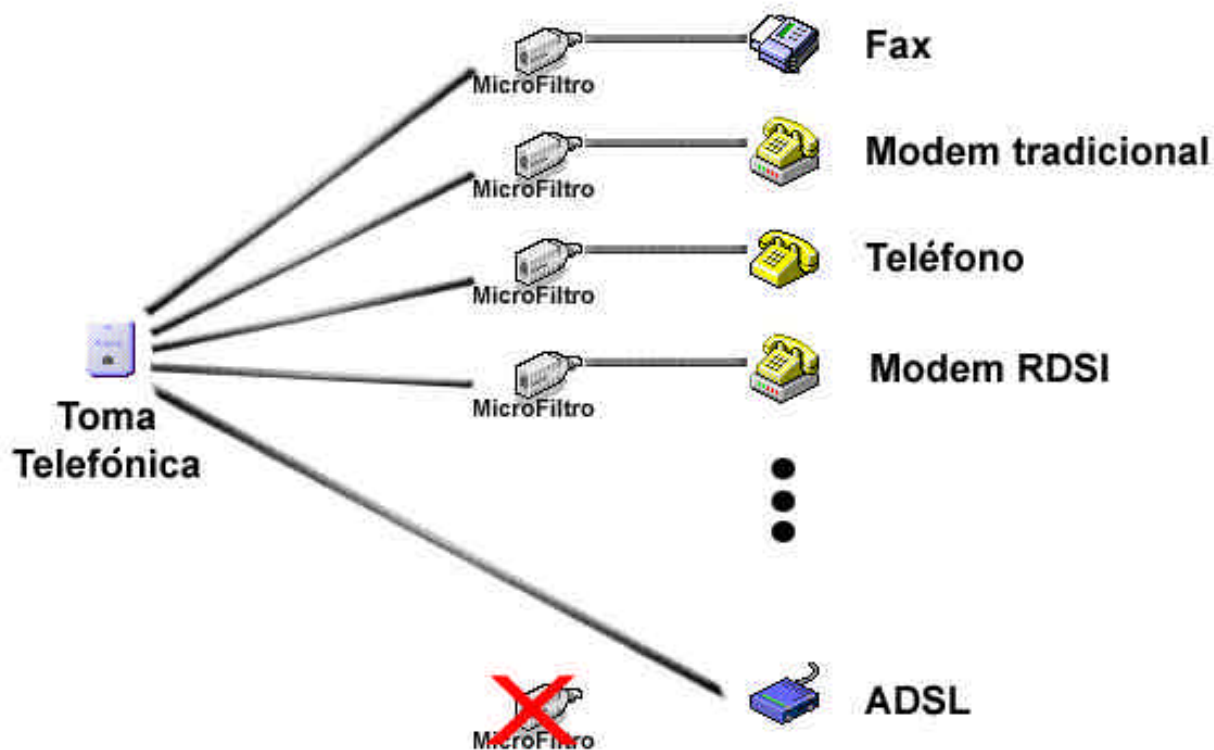 Fax
MicroFiltro
Modem tradicional
MicroFiltro
Teléfono
MicroFiltro
Modem RDSI
MicroFiltro
Toma
Telefónica
ADSL
MicroFiltro